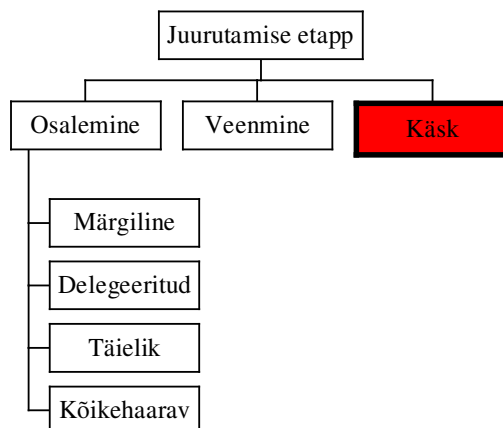 Juurutamise etapp
Osalemine
Veenmine
Käsk
Märgiline
Delegeeritud
Täielik
Kõikehaarav